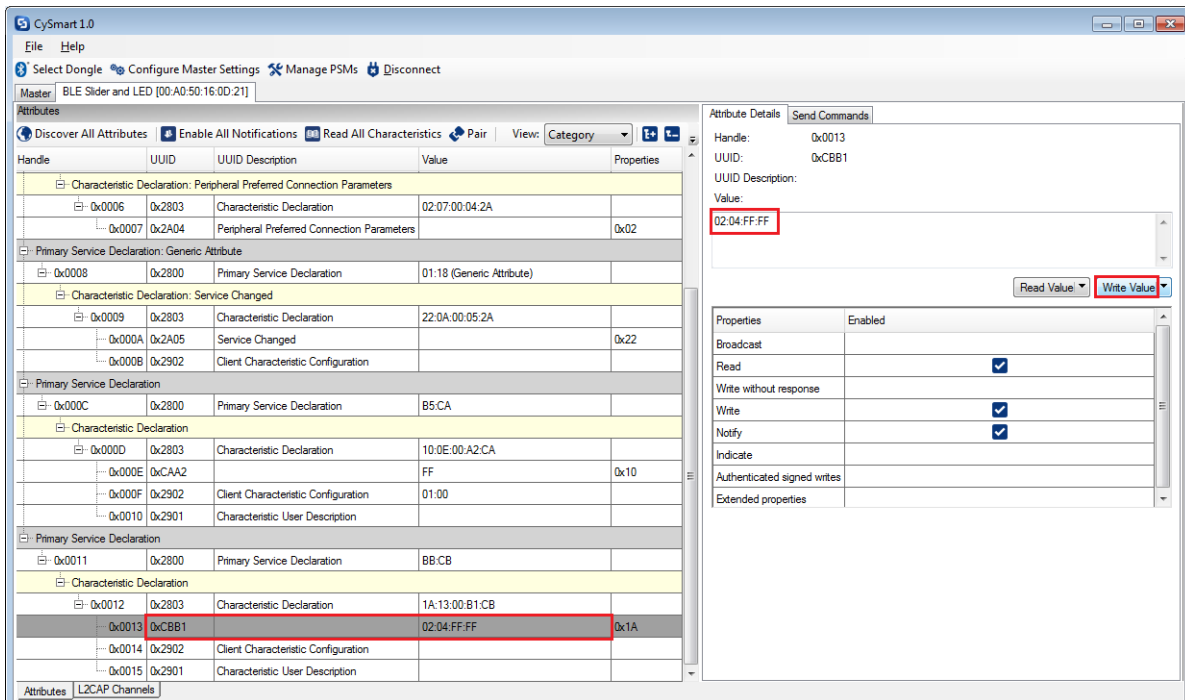 CySmart 1.0
File Help
Select Dongle Configure Master Settings Manage PSMs Disconnect
Master BLE Slider and LED [00:A0:50:16:0D:21]
Attributes
Discover All Attributes Enable All Notifications Read All Characteristics Pair View: Category
Handle UUID UUID Description Value Properties
Characteristic Declaration: Peripheral Preferred Connection Parameters
0x0006 0x2803 Characteristic Declaration 02:07:00:04:2A
0x0007 0x2A04 Peripheral Preferred Connection Parameters 0x02
Primary Service Declaration: Generic Attribute
0x0008 0x2800 Primary Service Declaration 01:18 (Generic Attribute)
Characteristic Declaration: Service Changed
0x0009 0x2803 Characteristic Declaration 22:0A:00:05:2A
0x000A 0x2A05 Service Changed 0x22
0x000B 0x2902 Client Characteristic Configuration
Primary Service Declaration
0x000C 0x2800 Primary Service Declaration B5:CA
Characteristic Declaration
0x000D 0x2803 Characteristic Declaration 10:0E:00:A2:CA
0x000E 0xCAA2 FF 0x10
0x000F 0x2902 Client Characteristic Configuration 01:00
0x0010 0x2901 Characteristic User Description
Primary Service Declaration
0x0011 0x2800 Primary Service Declaration BB:CB
Characteristic Declaration
0x0012 0x2803 Characteristic Declaration 1A:13:00:B1:CB
0x0013 0xCBB1 02:04:FF:FF 0x1A
0x0014 0x2902 Client Characteristic Configuration
0x0015 0x2901 Characteristic User Description
Attributes L2CAP Channels
Attribute Details Send Commands
Handle: 0x0013
UUID: 0xCBB1
UUID Description:
Value:
02:04:FF:FF
Read Value Write Value
Properties Enabled
Broadcast
Read
Write without response
Write
Notify
Indicate
Authenticated signed writes
Extended properties